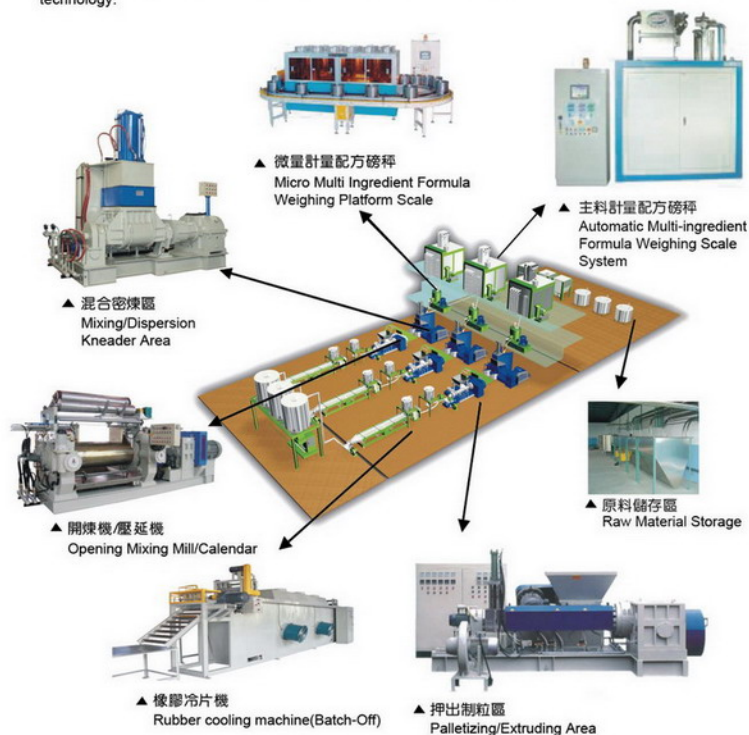 technology.
▲ 微量計量配方磅秤
Micro Multi Ingredient Formula
Weighing Platform Scale
▲ 主料計量配方磅秤
Automatic Multi-ingredient
Formula Weighing Scale
System
▲ 混合密煉區
Mixing/Dispersion
Kneader Area
▲ 原料儲存區
Raw Material Storage
▲ 開煉機/壓延機
Opening Mixing Mill/Calendar
▲ 橡膠冷片機
Rubber cooling machine(Batch-Off)
▲ 押出制粒區
Palletizing/Extruding Area